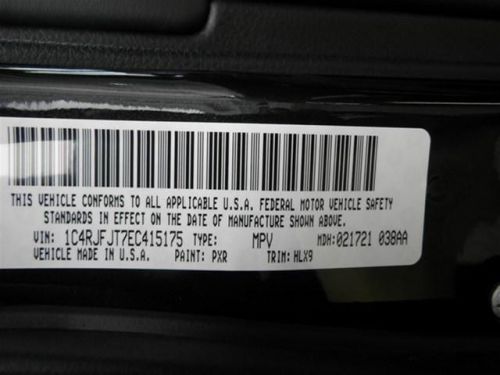 THIS VEHICLE CONFORMS TO ALL APPLICABLE U.S.A. FEDERAL MOTOR VEHICLE SAFETY
STANDARDS IN EFFECT ON THE DATE OF MANUFACTURE SHOWN ABOVE.
VIN: 1C4RJFJT7EC415175 TYPE: MPV MDH:021721 038AA
VEHICLE MADE IN U.S.A. PAINT: PXR TRIM: HLX9